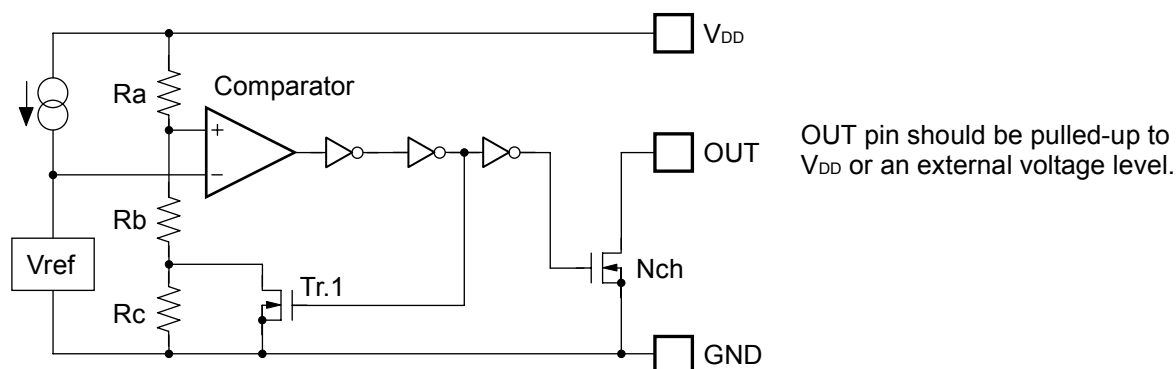 VDD
Ra
Comparator
+
OUT
OUT pin should be pulled-up to
VDD or an external voltage level.
−
Rb
Vref
Tr.1
Nch
Rc
GND